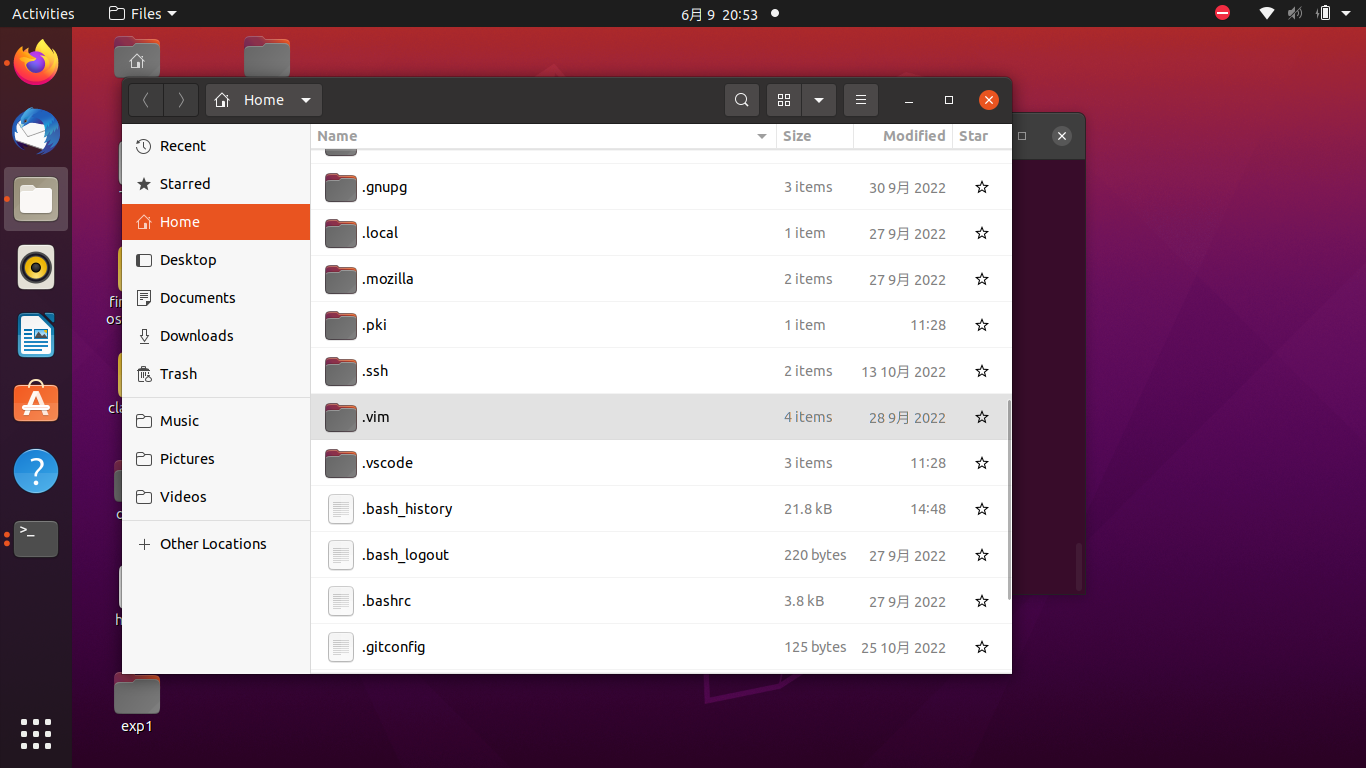 Activities
Files
6月 9 20:53
Home
Name Size Modified Star
Recent
Starred
Home
Desktop
Documents
Downloads
Trash
Music
Pictures
Videos
Other Locations
.gnupg 3 items 30 9月 2022
.local 1 item 27 9月 2022
.mozilla 2 items 27 9月 2022
.pki 1 item 11:28
.ssh 2 items 13 10月 2022
.vim 4 items 28 9月 2022
.vscode 3 items 11:28
.bash_history 21.8 kB 14:48
.bash_logout 220 bytes 27 9月 2022
.bashrc 3.8 kB 27 9月 2022
.gitconfig 125 bytes 25 10月 2022
exp1